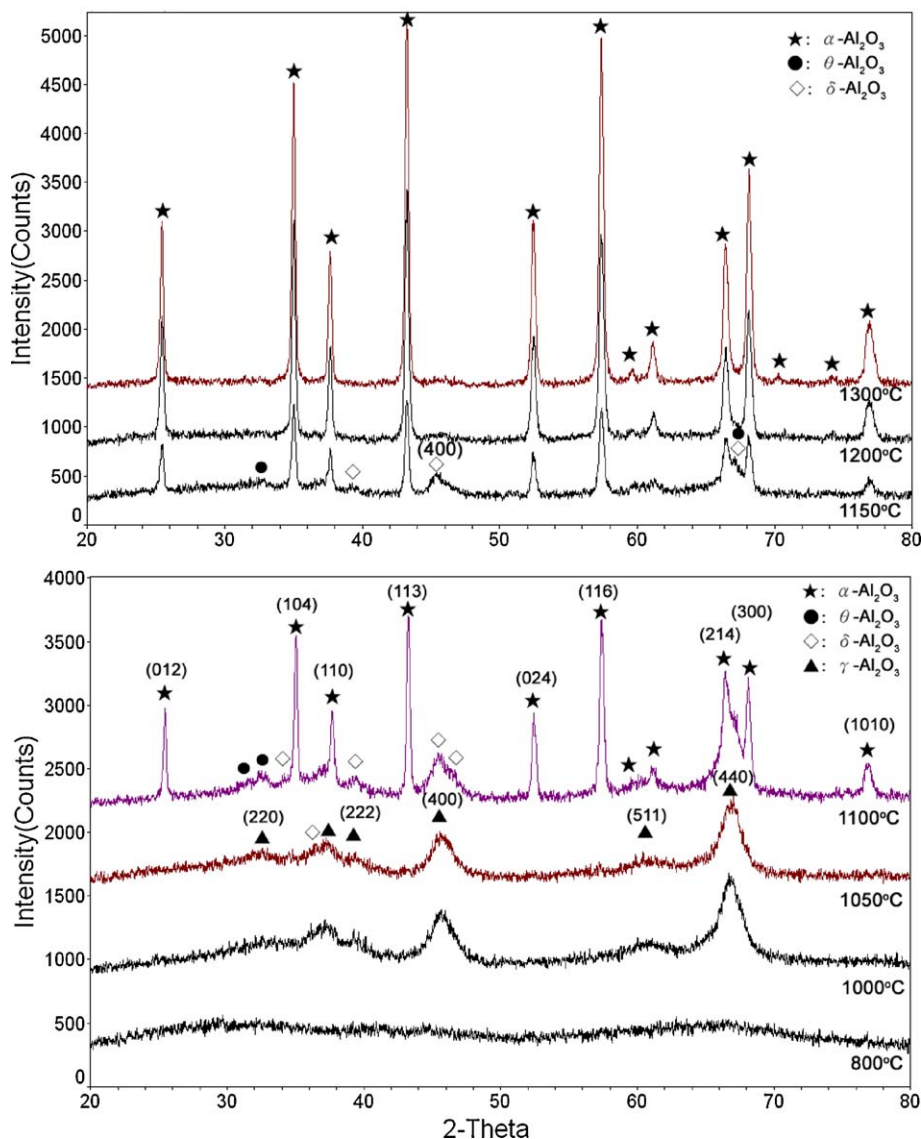 5000
4500
4000
3500
3000
2500
2000
1500
1000
500
0
Intensity(Counts)
★: α-Al₂O₃
●: θ-Al₂O₃
◇: δ-Al₂O₃
(400)
1300°C
1200°C
1150°C
20 30 40 50 60 70 80
4000
3500
3000
2500
2000
1500
1000
500
0
Intensity(Counts)
★: α-Al₂O₃
●: θ-Al₂O₃
◇: δ-Al₂O₃
▲: γ-Al₂O₃
(012) (104) (110) (113) (024) (116) (214) (300) (1010)
1100°C
(220) (222) (400) (511) (440)
1050°C
1000°C
800°C
20 30 40 50 60 70 80
2-Theta